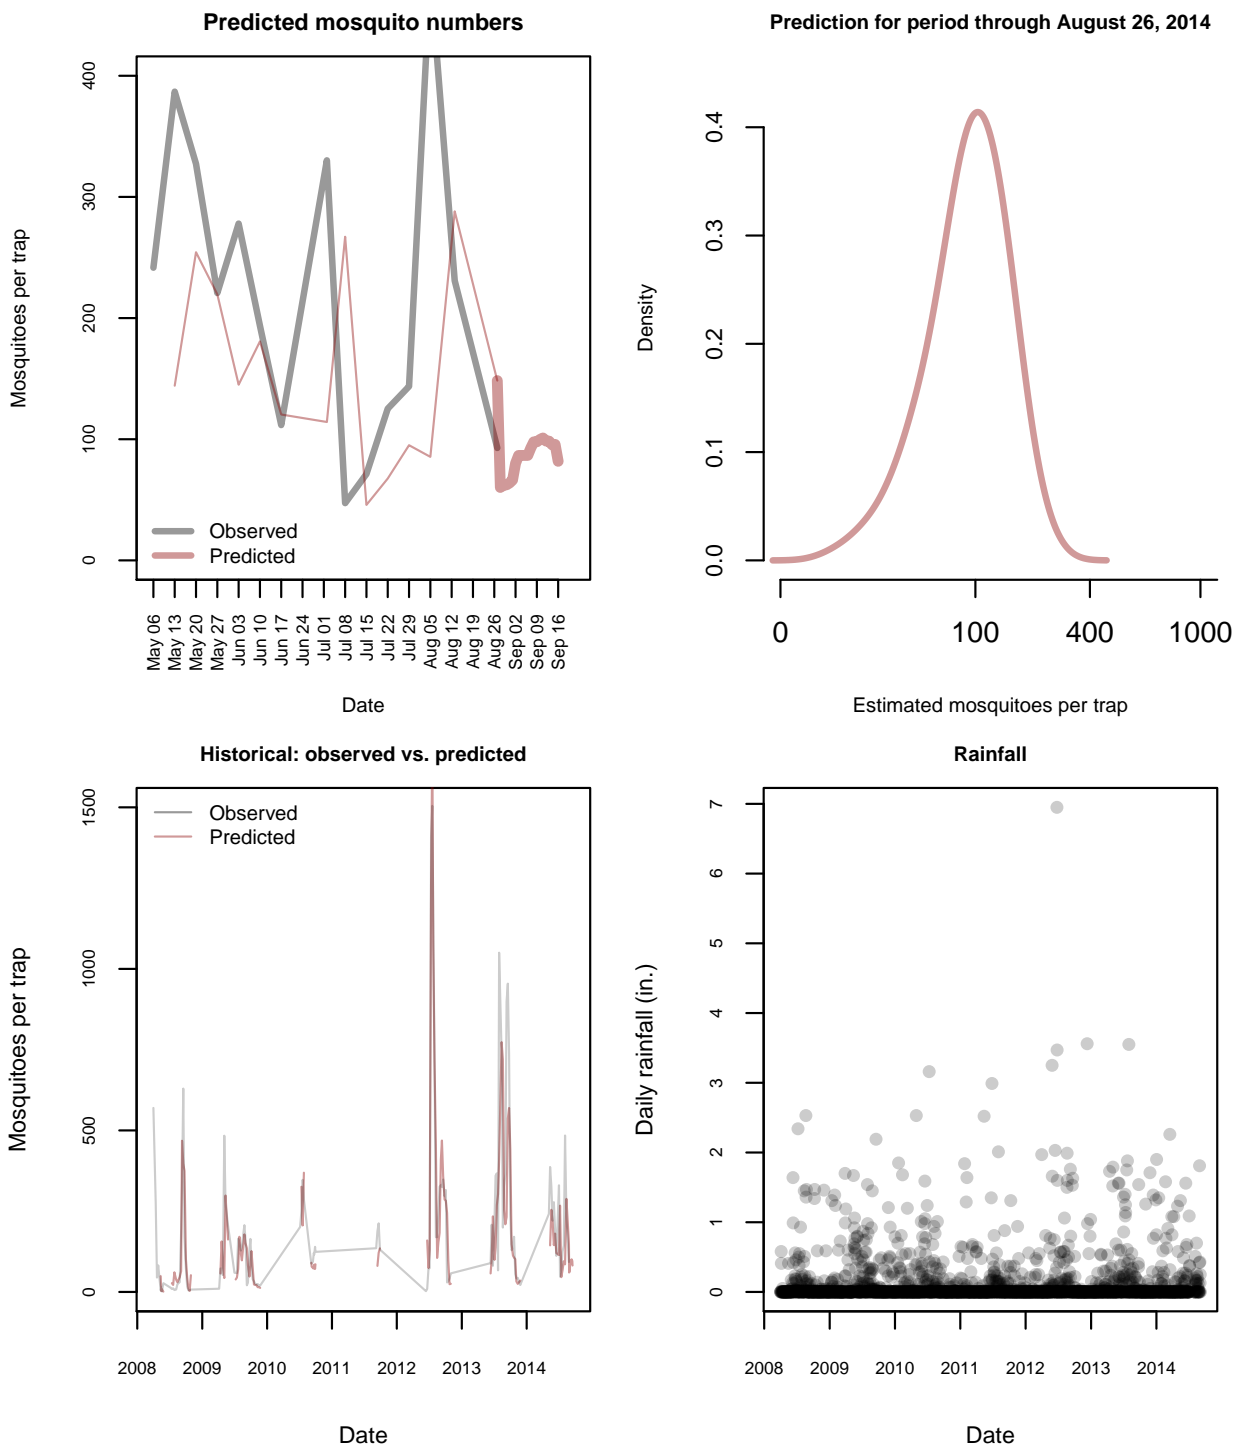 Predicted mosquito numbers
Mosquitoes per trap
400
300
200
100
0
Observed
Predicted
May 06
May 13
May 20
May 27
Jun 03
Jun 10
Jun 17
Jun 24
Jul 01
Jul 08
Jul 15
Jul 22
Jul 29
Aug 05
Aug 12
Aug 19
Aug 26
Sep 02
Sep 09
Sep 16
Date
Prediction for period through August 26, 2014
Density
0.4
0.3
0.2
0.1
0.0
0 100 400 1000
Estimated mosquitoes per trap
Historical: observed vs. predicted
Mosquitoes per trap
1500
1000
500
0
Observed
Predicted
2008 2009 2010 2011 2012 2013 2014
Date
Rainfall
Daily rainfall (in.)
7
6
5
4
3
2
1
0
2008 2009 2010 2011 2012 2013 2014
Date